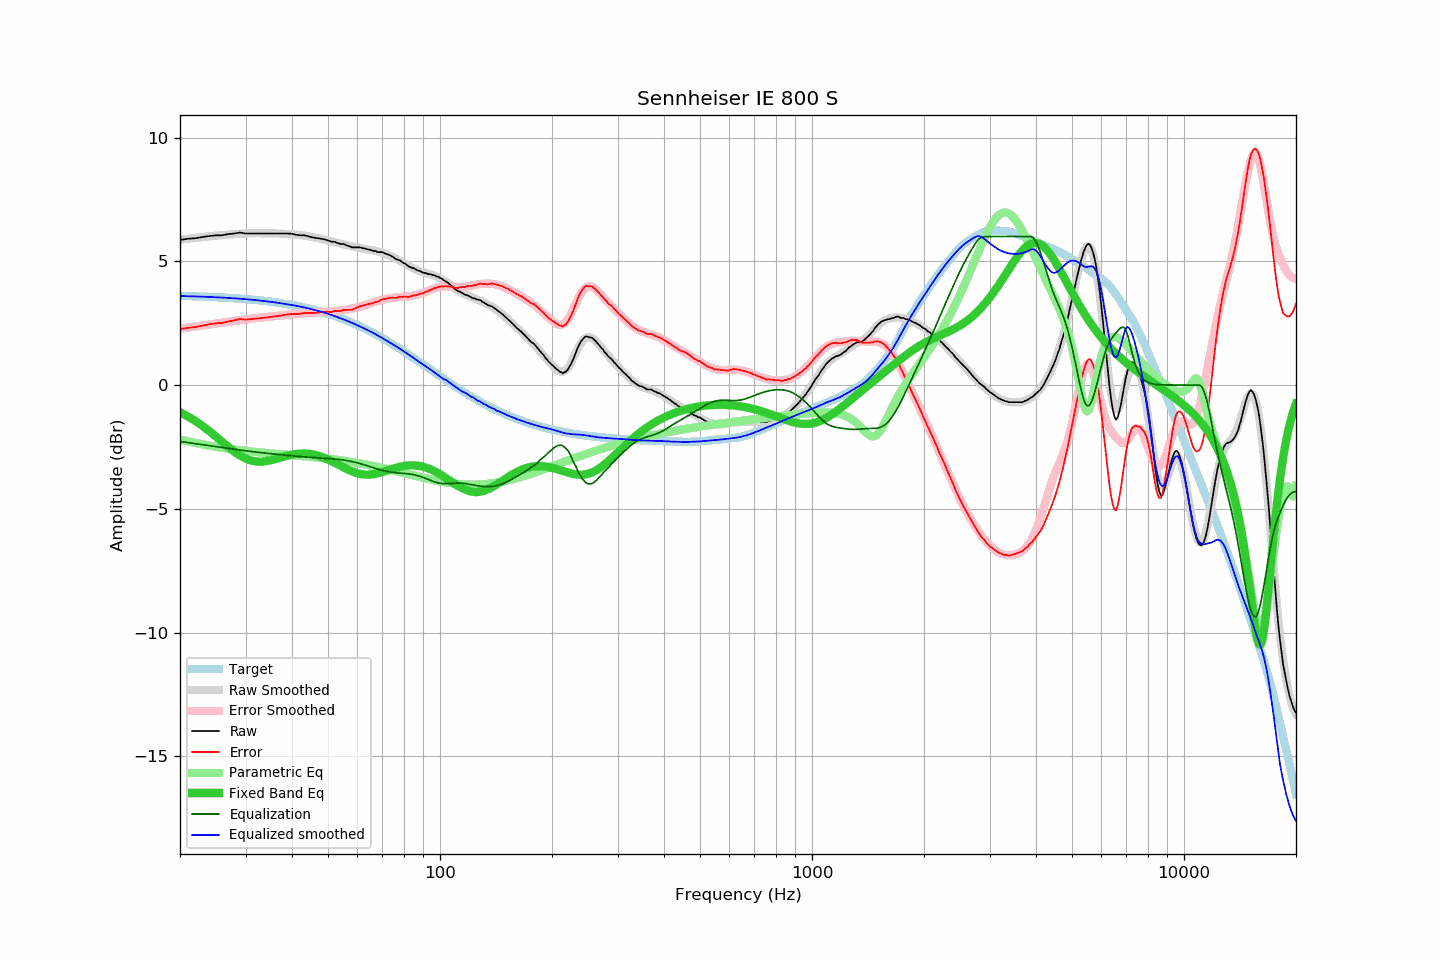 Sennheiser IE 800 S
10
5
0
−5
−10
−15
Amplitude (dBr)
Target
Raw Smoothed
Error Smoothed
Raw
Error
Parametric Eq
Fixed Band Eq
Equalization
Equalized smoothed
100
1000
10000
Frequency (Hz)